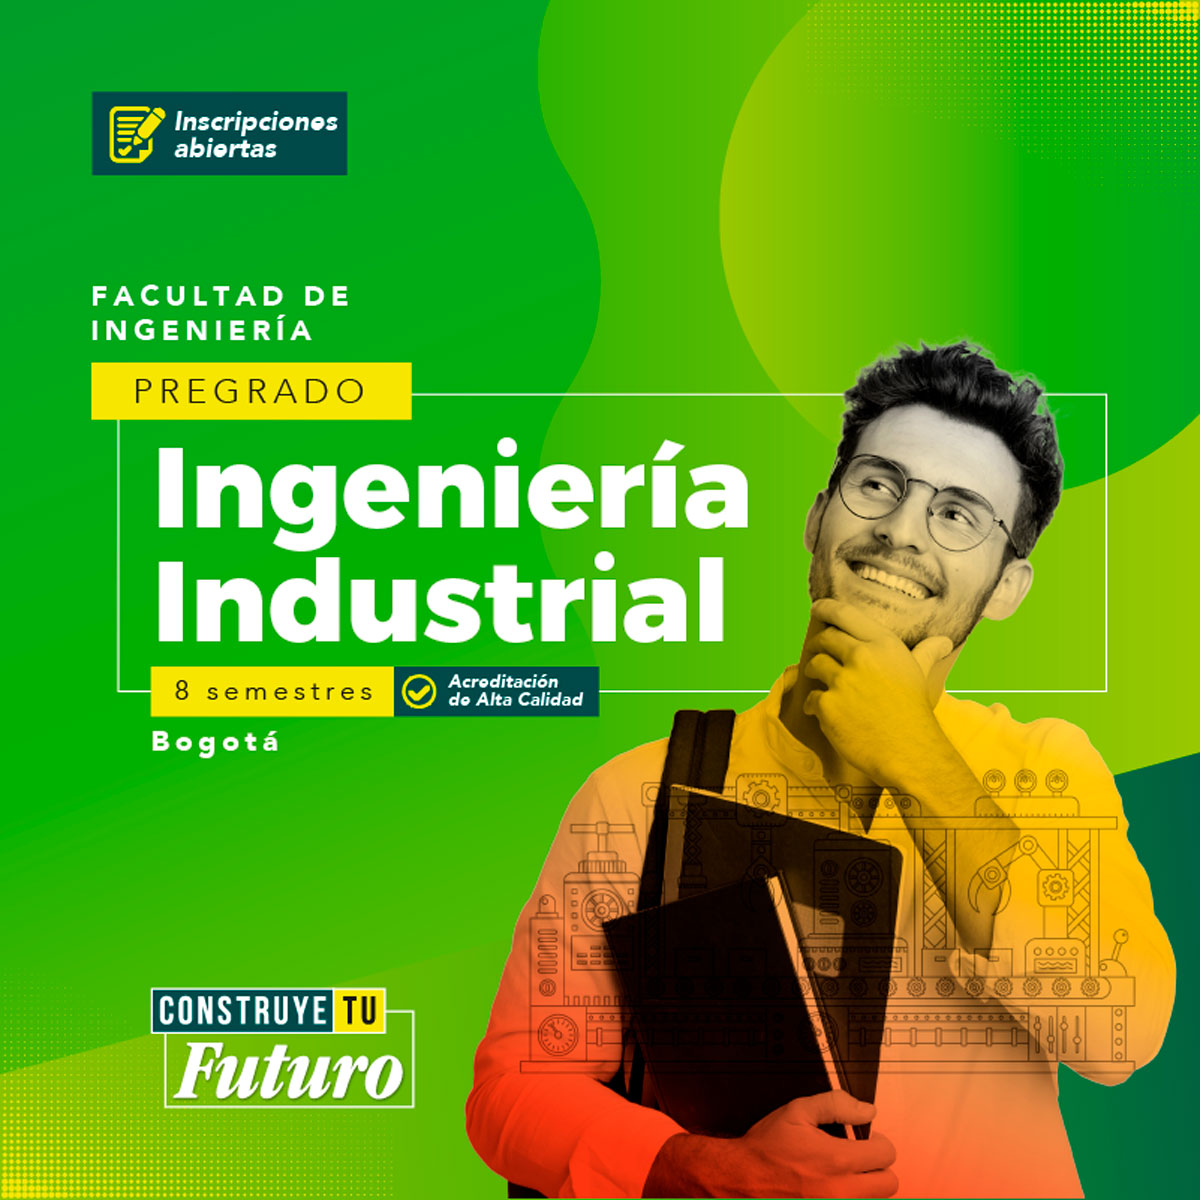 Inscripciones
abiertas
FACULTAD DE
INGENIERÍA
PREGRADO
Ingeniería
Industrial
8 semestres
Acreditación
de Alta Calidad
Bogotá
CONSTRUYE TU
Futuro